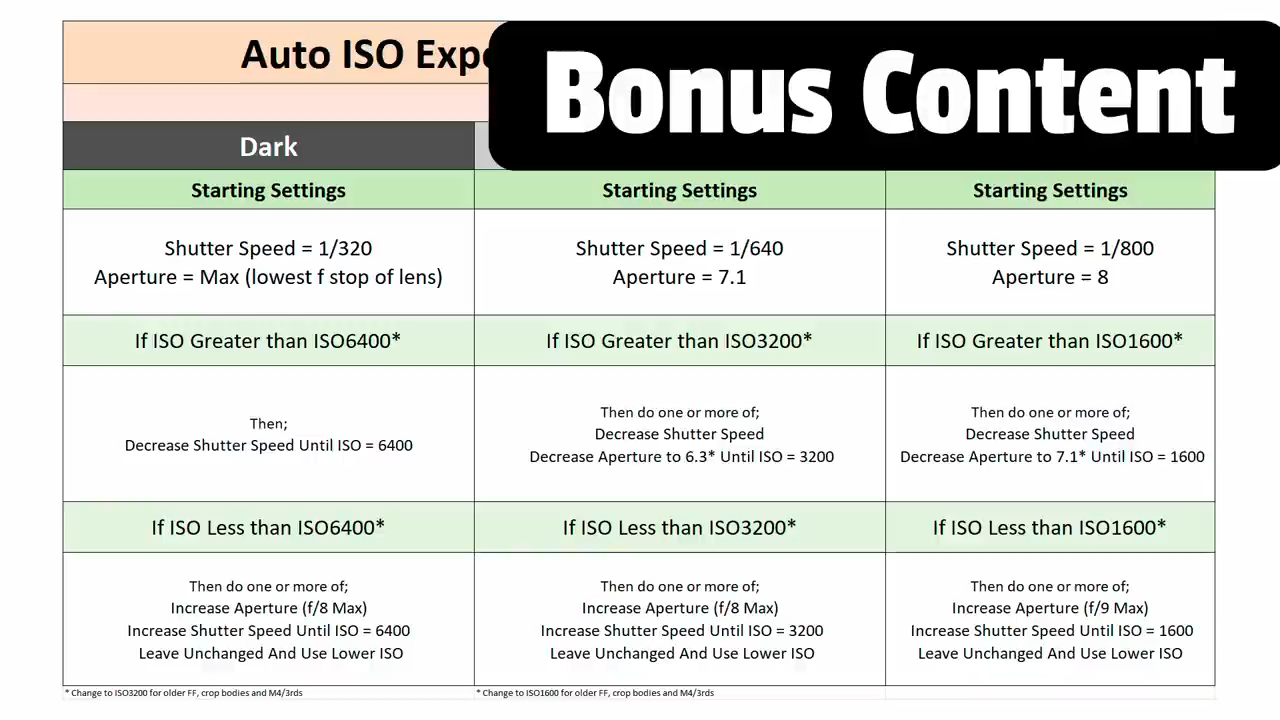 Auto ISO Exp
Bonus Content
Dark
Starting Settings
Starting Settings
Starting Settings
Shutter Speed = 1/320
Aperture = Max (lowest f stop of lens)
Shutter Speed = 1/640
Aperture = 7.1
Shutter Speed = 1/800
Aperture = 8
If ISO Greater than ISO6400*
If ISO Greater than ISO3200*
If ISO Greater than ISO1600*
Then;
Decrease Shutter Speed Until ISO = 6400
Then do one or more of;
Decrease Shutter Speed
Decrease Aperture to 6.3* Until ISO = 3200
Then do one or more of;
Decrease Shutter Speed
Decrease Aperture to 7.1* Until ISO = 1600
If ISO Less than ISO6400*
If ISO Less than ISO3200*
If ISO Less than ISO1600*
Then do one or more of;
Increase Aperture (f/8 Max)
Increase Shutter Speed Until ISO = 6400
Leave Unchanged And Use Lower ISO
Then do one or more of;
Increase Aperture (f/8 Max)
Increase Shutter Speed Until ISO = 3200
Leave Unchanged And Use Lower ISO
Then do one or more of;
Increase Aperture (f/9 Max)
Increase Shutter Speed Until ISO = 1600
Leave Unchanged And Use Lower ISO
* Change to ISO3200 for older FF, crop bodies and M4/3rds
* Change to ISO1600 for older FF, crop bodies and M4/3rds